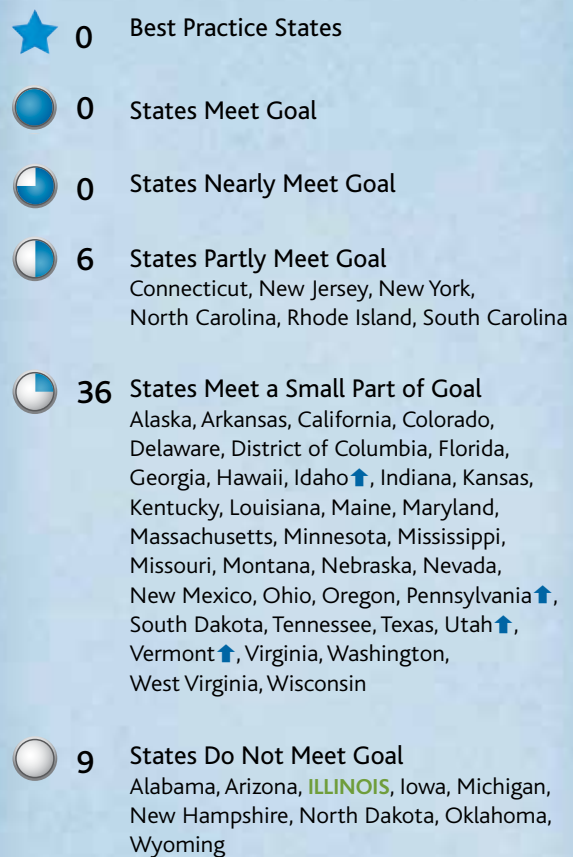 0 Best Practice States
0 States Meet Goal
0 States Nearly Meet Goal
6 States Partly Meet Goal
Connecticut, New Jersey, New York,
North Carolina, Rhode Island, South Carolina
36 States Meet a Small Part of Goal
Alaska, Arkansas, California, Colorado,
Delaware, District of Columbia, Florida,
Georgia, Hawaii, Idaho⬆, Indiana, Kansas,
Kentucky, Louisiana, Maine, Maryland,
Massachusetts, Minnesota, Mississippi,
Missouri, Montana, Nebraska, Nevada,
New Mexico, Ohio, Oregon, Pennsylvania⬆,
South Dakota, Tennessee, Texas, Utah⬆,
Vermont⬆, Virginia, Washington,
West Virginia, Wisconsin
9 States Do Not Meet Goal
Alabama, Arizona, ILLINOIS, Iowa, Michigan,
New Hampshire, North Dakota, Oklahoma,
Wyoming